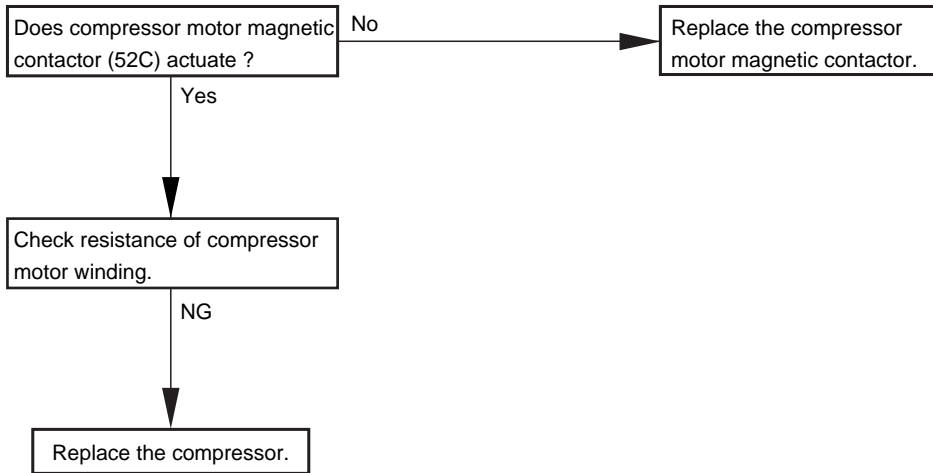 Does compressor motor magnetic
contactor (52C) actuate ?
No
Replace the compressor
motor magnetic contactor.
Yes
Check resistance of compressor
motor winding.
NG
Replace the compressor.